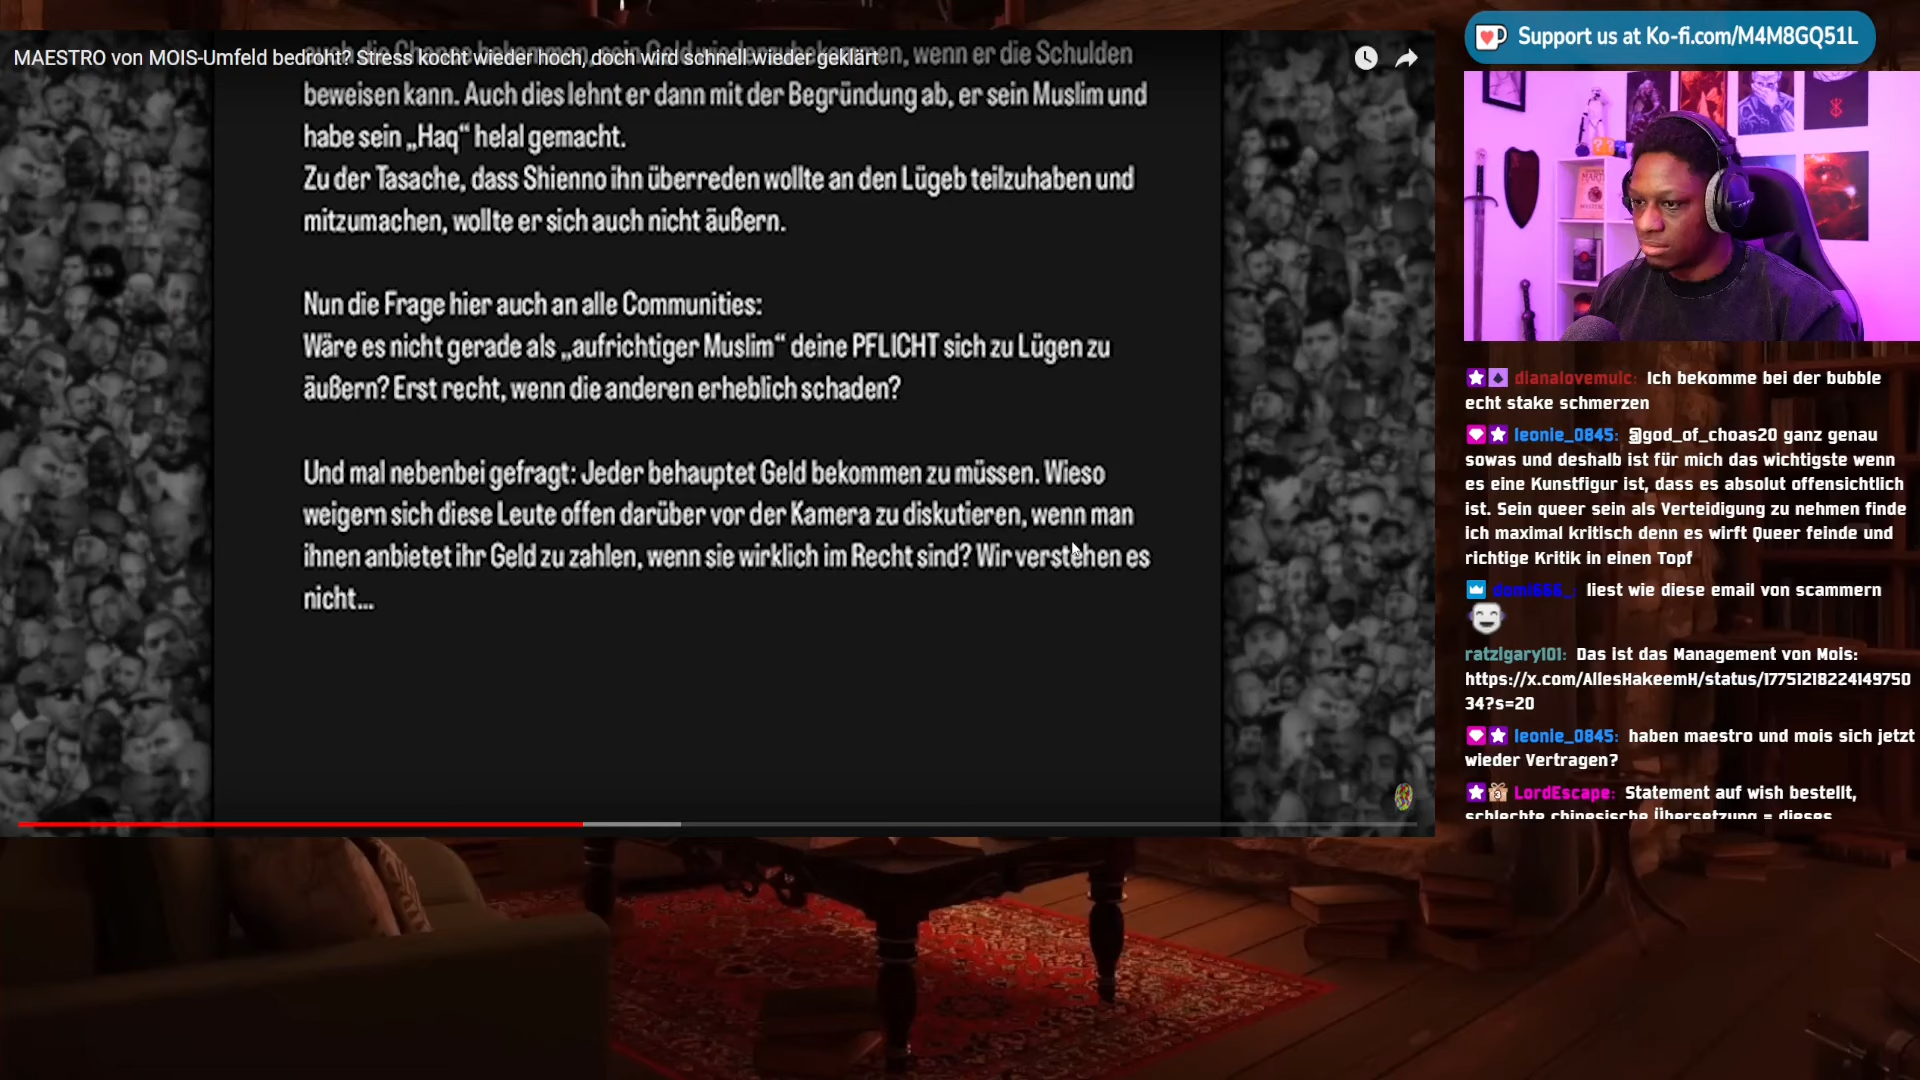 MAESTRO von MOIS-Umfeld bedroht? Stress kocht wieder hoch, doch wird schnell wieder geklärt
wenn er die Schulden
beweisen kann. Auch dies lehnt er dann mit der Begründung ab, er sein Muslim und
habe sein „Haq“ helal gemacht.
Zu der Tasache, dass Shienno ihn überreden wollte an den Lügeb teilzuhaben und
mitzumachen, wollte er sich auch nicht äußern.
Nun die Frage hier auch an alle Communities:
Wäre es nicht gerade als „aufrichtiger Muslim“ deine PFLICHT sich zu Lügen zu
äußern? Erst recht, wenn die anderen erheblich schaden?
Und mal nebenbei gefragt: Jeder behauptet Geld bekommen zu müssen. Wieso
weigern sich diese Leute offen darüber vor der Kamera zu diskutieren, wenn man
ihnen anbietet ihr Geld zu zahlen, wenn sie wirklich im Recht sind? Wir verstehen es
nicht...
Support us at Ko-fi.com/M4M8GQ51L
dianalovemulc: Ich bekomme bei der bubble
echt stake schmerzen
leonie_0845: @god_of_choas20 ganz genau
sowas und deshalb ist für mich das wichtigste wenn
es eine Kunstfigur ist, dass es absolut offensichtlich
ist. Sein queer sein als Verteidigung zu nehmen finde
ich maximal kritisch denn es wirft Queer feinde und
richtige Kritik in einen Topf
domi666_: liest wie diese email von scammern
ratzigary101: Das ist das Management von Mois:
https://x.com/AllesHakeemH/status/17751218224149750
34?s=20
leonie_0845: haben maestro und mois sich jetzt
wieder Vertragen?
LordEscape: Statement auf wish bestellt,
schlechte chinesische Übersetzung = dieses